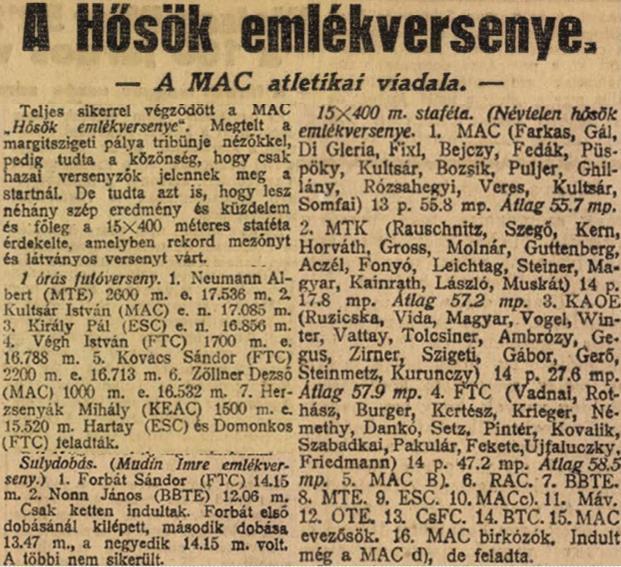 A Hősök emlékversenye.
— A MAC atletikai viadala. —
Teljes sikerrel végződött a MAC
„Hősök emlékversenye". Megtelt a
margitszigeti pálya tribünje nézőkkel,
pedig tudta a közönség, hogy csak
hazai versenyzők jelennek meg a
startnál. De tudta azt is, hogy lesz
néhány szép eredmény és küzdelem
és főleg a 15×400 méteres staféta
érdekelte, amelyben rekord mezőnyt
és látványos versenyt várt.
1 órás futóverseny. 1. Neumann Al-
bert (MTE) 2600 m. e. 17.536 m. 2.
Kultsár István (MAC) e. n. 17.085 m.
3. Király Pál (ESC) e. n. 16.856 m.
4. Végh István (FTC) 1700 m. e.
16.788 m. 5. Kovacs Sándor (FTC)
2200 m. e. 16.713 m. 6. Zöllner Dezső
(MAC) 1000 m. e. 16.532 m. 7. Her-
zsenyák Mihály (KEAC) 1500 m. e.
15.520 m. Hartay (ESC) és Domonkos
(FTC) feladták.
Sulydobás. (Mudin Imre emlékver-
seny.) 1. Forbát Sándor (FTC) 14.15
m. 2. Nonn János (BBTE) 12.06 m.
Csak ketten indultak. Forbát első
dobásánál kilépett, második dobása
13.47 m., a negyedik 14.15 m. volt.
A többi nem sikerült.
15×400 m. staféta. (Névtelen hősök
emlékversenye. 1. MAC (Farkas, Gál,
Di Gleria, Fixl, Bejczy, Fedák, Püs-
pöky, Kultsár, Bozsik, Puljer, Ghil-
lány, Rózsahegyi, Veres, Kultsár,
Somfai) 13 p. 55.8 mp. Átlag 55.7 mp.
2. MTK (Rauschnitz, Szegő, Kern,
Horváth, Gross, Molnár, Guttenberg,
Aczél, Fonyó, Leichtag, Steiner, Ma-
gyar, Kainrath, László, Muskát) 14 p.
17.8 mp. Átlag 57.2 mp. 3. KAOE
(Ruzicska, Vida, Magyar, Vogel, Win-
ter, Vattay, Tolcsiner, Ambrózy, Ge-
gus, Zirner, Szigeti, Gábor, Gerő,
Steinmetz, Kurunczy) 14 p. 27.6 mp.
Átlag 57.9 mp. 4. FTC (Vadnai, Rot-
hász, Burger, Kertész, Krieger, Né-
methy, Dankó, Setz, Pintér, Kovalik,
Szabadkai, Pakulár, Fekete, Ujfaluczky,
Friedmann) 14 p. 47.2 mp. Átlag 58.5
mp. 5. MAC B). 6. RAC. 7. BBTE.
8. MTE. 9. ESC. 10. MAC c). 11. Máv.
12. OTE. 13. CsFC. 14. BTC. 15. MAC
evezősök. 16. MAC birkózók. Indult
még a MAC d), de feladta.